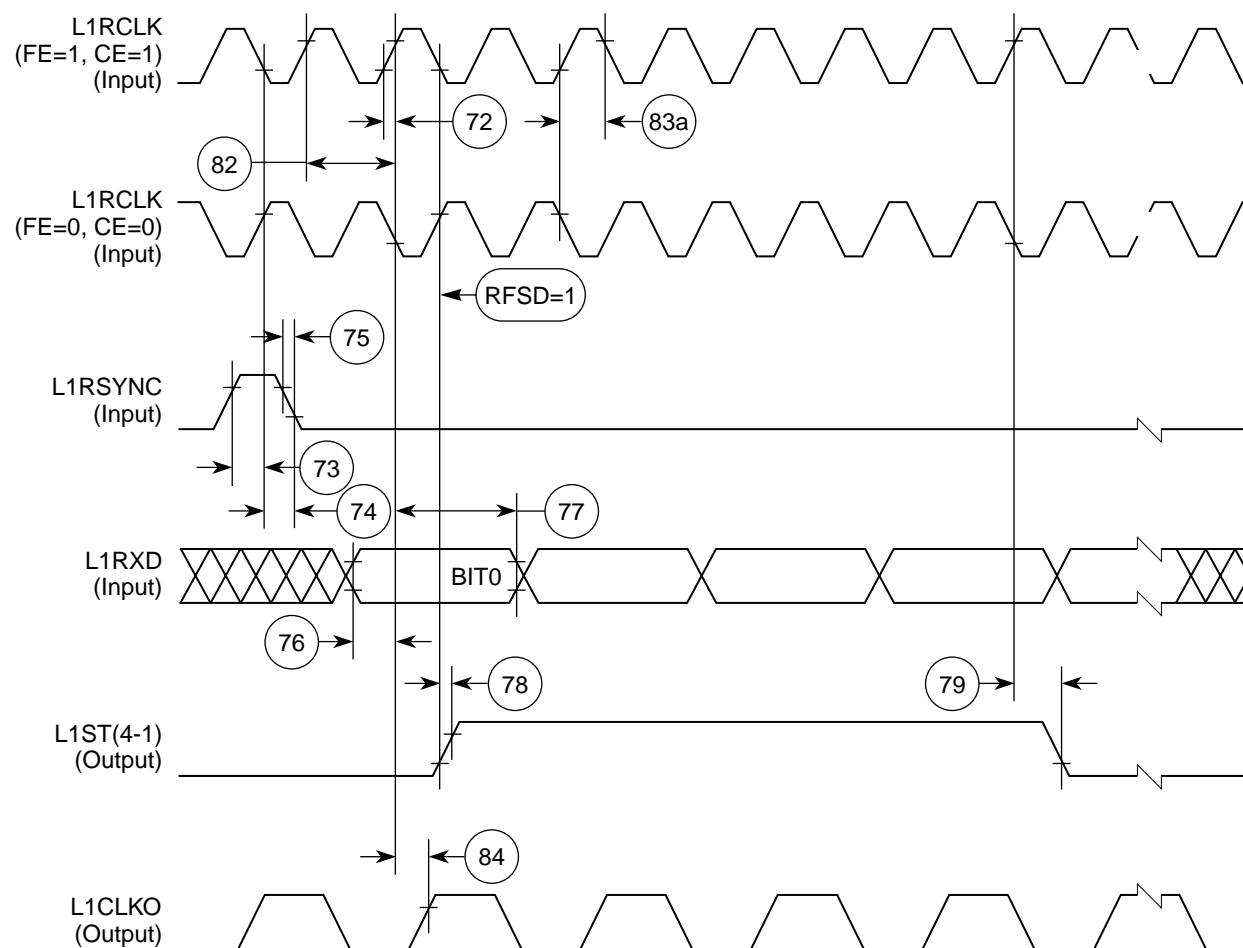 L1RCLK
(FE=1, CE=1)
(Input)
72
83a
82
L1RCLK
(FE=0, CE=0)
(Input)
RFSD=1
75
L1RSYNC
(Input)
73
74
77
L1RXD
(Input)
BIT0
76
78
79
L1ST(4-1)
(Output)
84
L1CLKO
(Output)